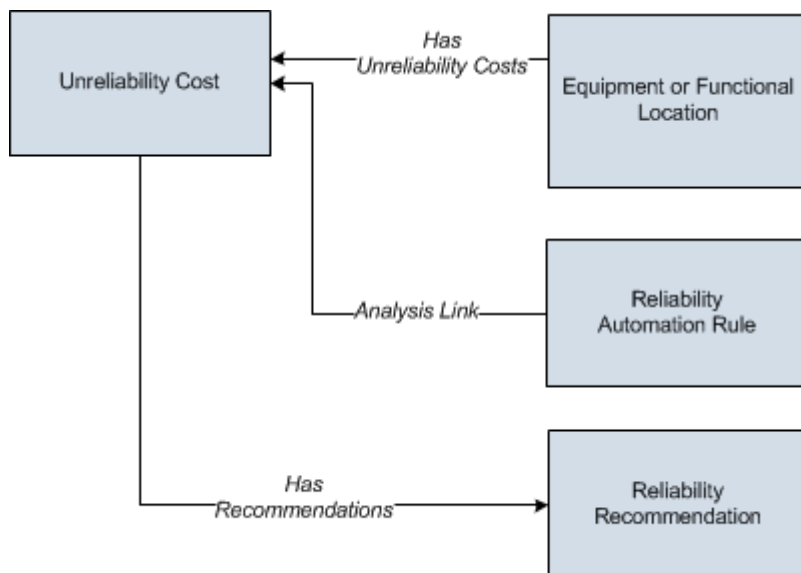 Unreliability Cost
Has
Unreliability Costs
Equipment or Functional
Location
Analysis Link
Reliability
Automation Rule
Has
Recommendations
Reliability
Recommendation